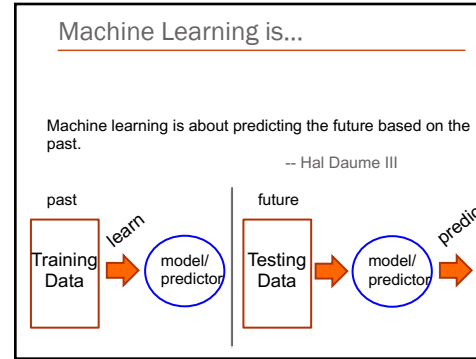 Machine Learning is...
Machine learning is about predicting the future based on the
past.
-- Hal Daume III
past
future
learn
Training
Data
model/
predictor
Testing
Data
model/
predictor
predic